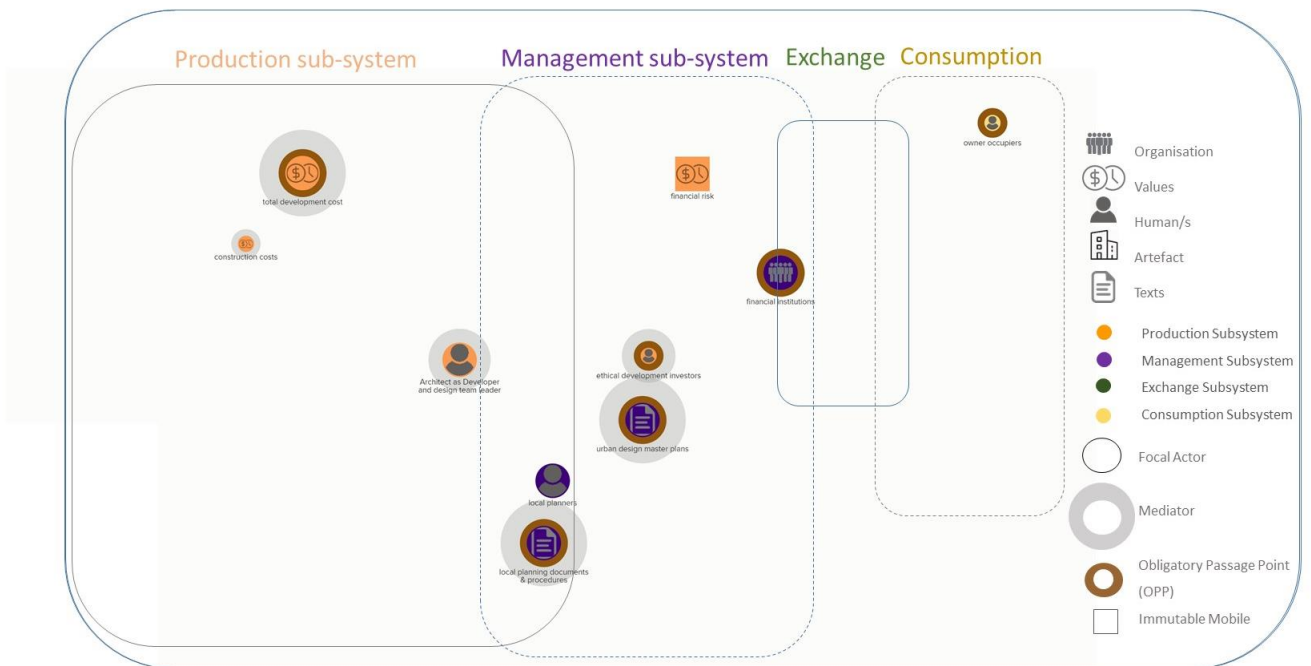 Production sub-system
Management sub-system
Exchange
Consumption
total development cost
construction costs
financial risk
owner occupiers
financial institutions
Architect as Developer
and design team leader
ethical development investors
urban design master plans
local planners
local planning documents
& procedures
Organisation
Values
Human/s
Artefact
Texts
Production Subsystem
Management Subsystem
Exchange Subsystem
Consumption Subsystem
Focal Actor
Mediator
Obligatory Passage Point
(OPP)
Immutable Mobile